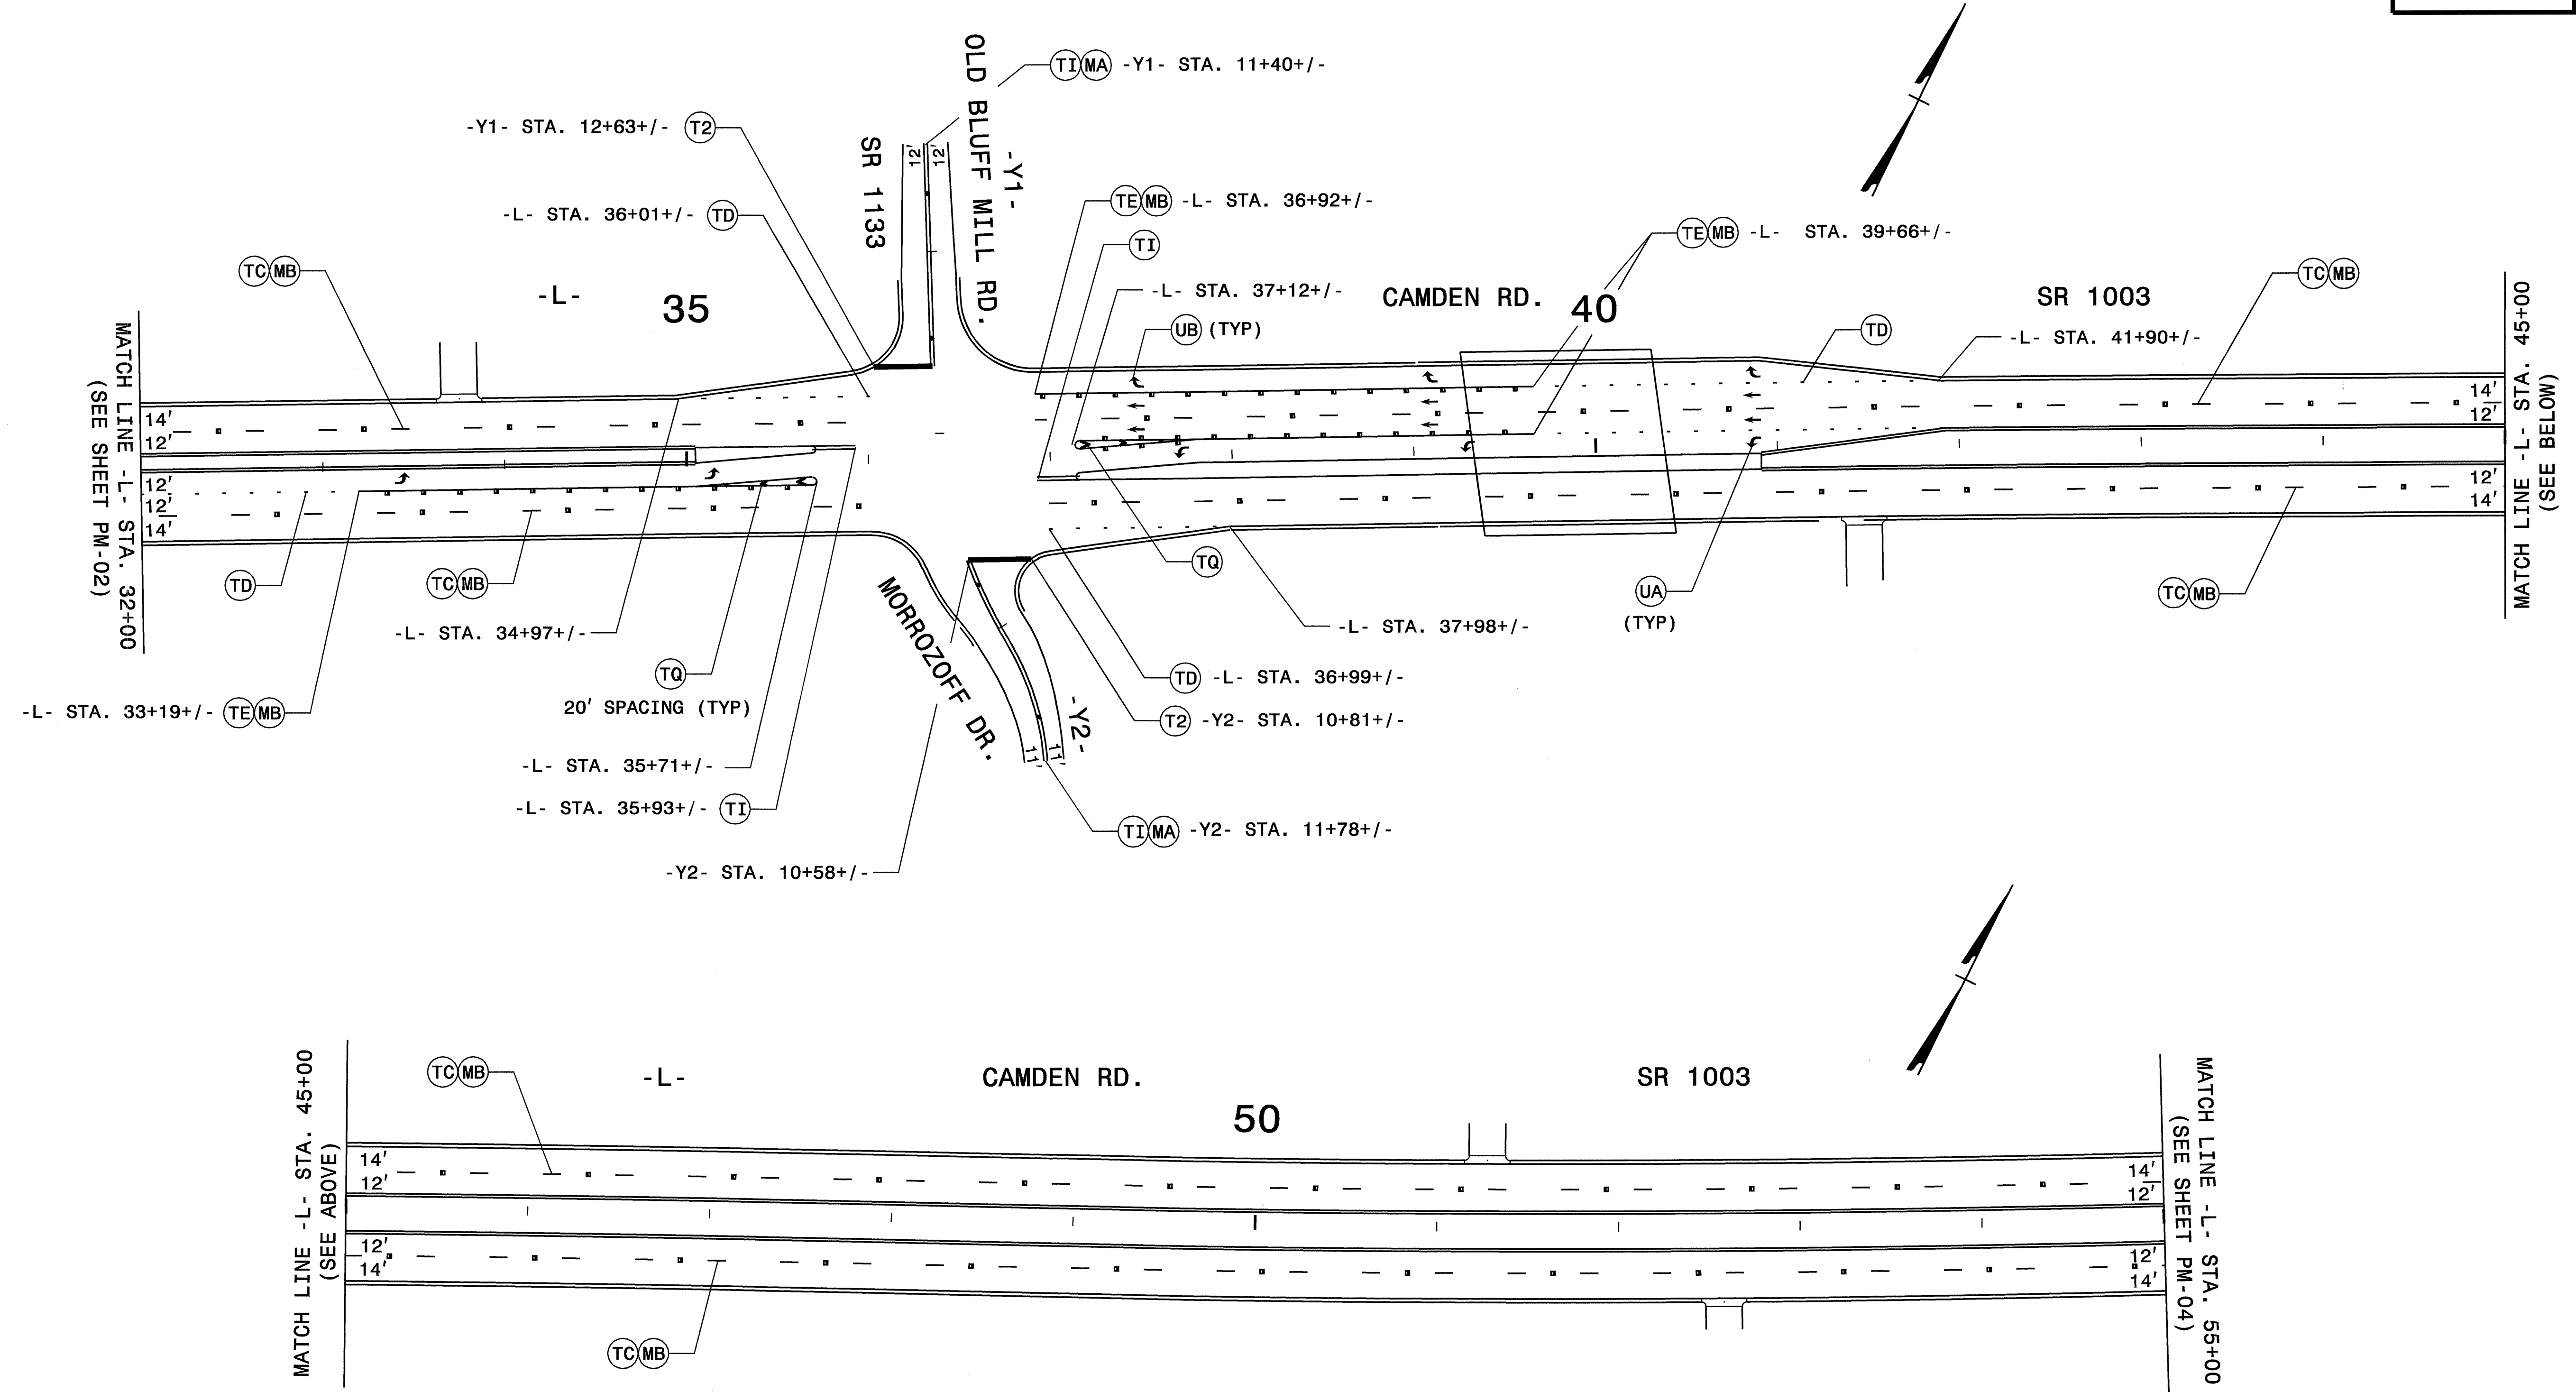 TI MA -Y1- STA. 11+40+/-
OLD BLUFF MILL RD.
-Y1-
SR 1133
12'
12'
-Y1- STA. 12+63+/- T2
-L- STA. 36+01+/- TD
TE MB -L- STA. 36+92+/-
TI
TE MB -L- STA. 39+66+/-
TC MB
-L-
35
-L- STA. 37+12+/-
UB (TYP)
CAMDEN RD.
40
TD
SR 1003
-L- STA. 41+90+/-
TC MB
MATCH LINE -L- STA. 32+00
(SEE SHEET PM-02)
14'
12'
12'
12'
14'
14'
12'
12'
14'
MATCH LINE -L- STA. 45+00
(SEE BELOW)
TD
TC MB
TQ
UA
(TYP)
TC MB
-L- STA. 34+97+/-
MORROZOFF DR.
-L- STA. 37+98+/-
TQ
20' SPACING (TYP)
TD -L- STA. 36+99+/-
-L- STA. 33+19+/- TE MB
-Y2-
T2 -Y2- STA. 10+81+/-
11'
11'
-L- STA. 35+71+/-
-L- STA. 35+93+/- TI
TI MA -Y2- STA. 11+78+/-
-Y2- STA. 10+58+/-
MATCH LINE -L- STA. 45+00
(SEE ABOVE)
TC MB
-L-
CAMDEN RD.
50
SR 1003
14'
12'
12'
14'
14'
12'
12'
14'
MATCH LINE -L- STA. 55+00
(SEE SHEET PM-04)
TC MB